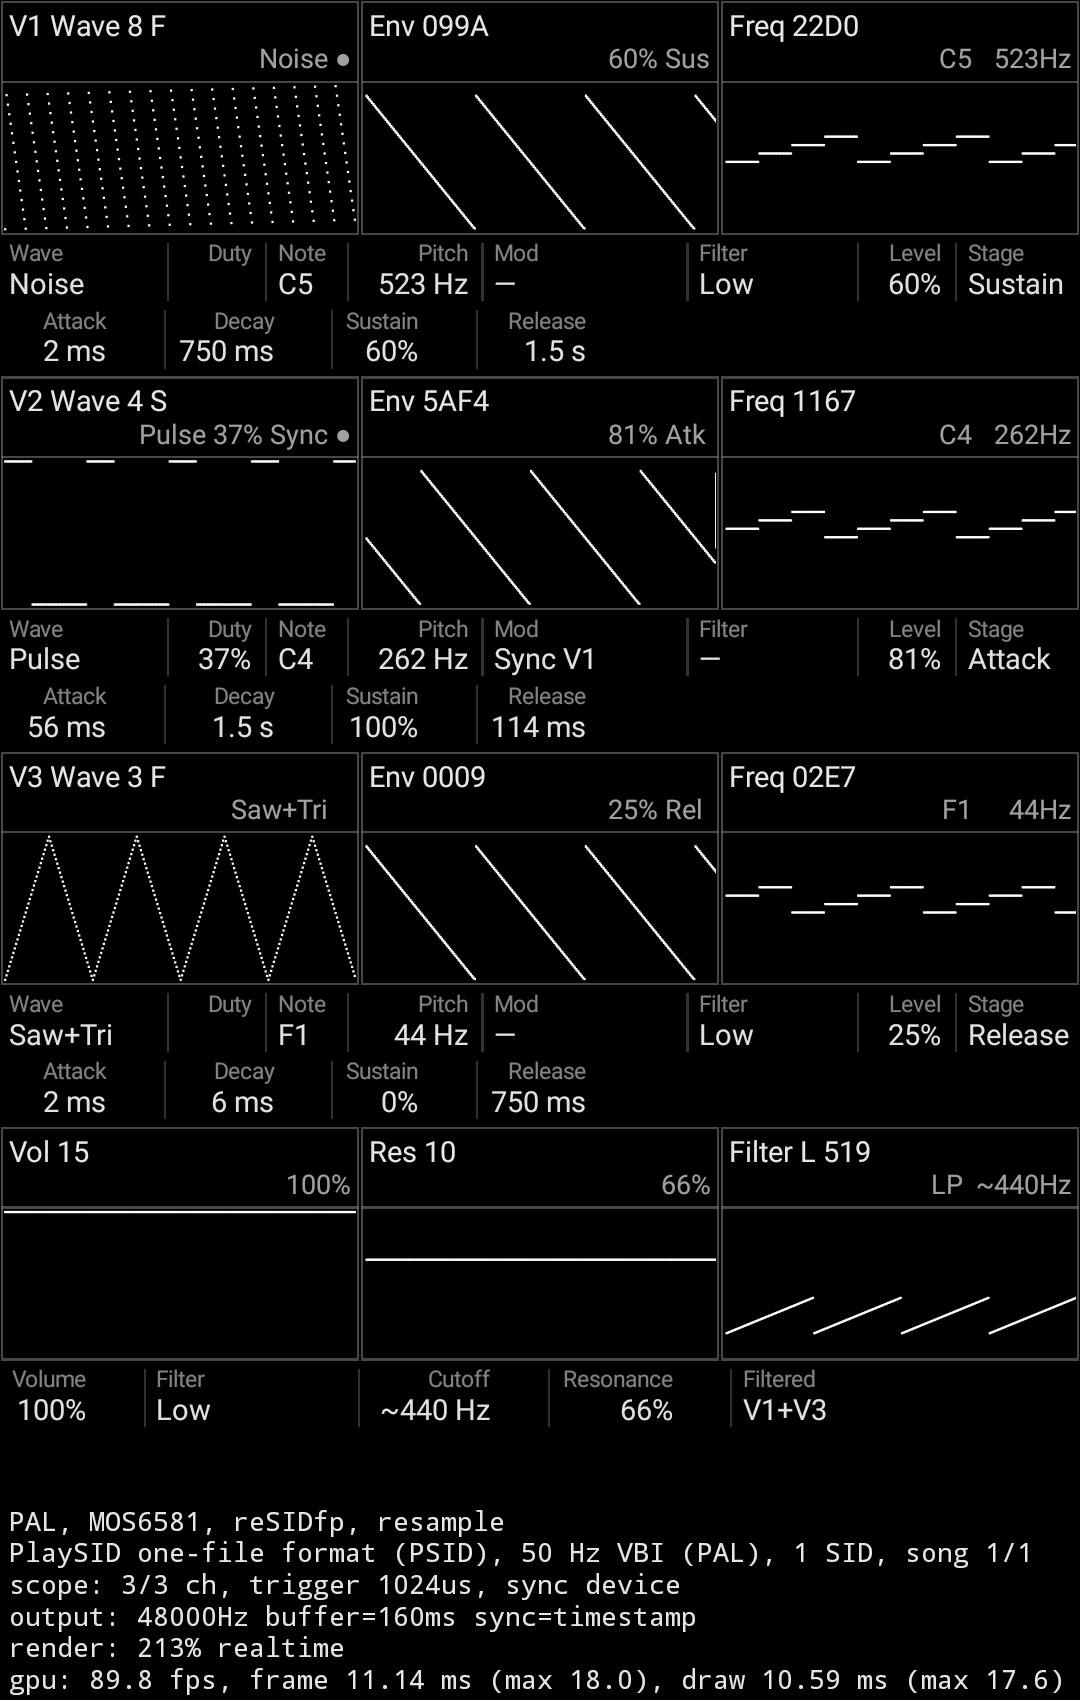 V1 Wave 8 F
Noise ●
Env 099A
60% Sus
Freq 22D0
C5 523Hz
Wave Duty Note Pitch Mod Filter Level Stage
Noise C5 523 Hz — Low 60% Sustain
Attack Decay Sustain Release
2 ms 750 ms 60% 1.5 s
V2 Wave 4 S
Pulse 37% Sync ●
Env 5AF4
81% Atk
Freq 1167
C4 262Hz
Wave Duty Note Pitch Mod Filter Level Stage
Pulse 37% C4 262 Hz Sync V1 — 81% Attack
Attack Decay Sustain Release
56 ms 1.5 s 100% 114 ms
V3 Wave 3 F
Saw+Tri
Env 0009
25% Rel
Freq 02E7
F1 44Hz
Wave Duty Note Pitch Mod Filter Level Stage
Saw+Tri F1 44 Hz — Low 25% Release
Attack Decay Sustain Release
2 ms 6 ms 0% 750 ms
Vol 15
100%
Res 10
66%
Filter L 519
LP ~440Hz
Volume Filter Cutoff Resonance Filtered
100% Low ~440 Hz 66% V1+V3
PAL, MOS6581, reSIDfp, resample
PlaySID one-file format (PSID), 50 Hz VBI (PAL), 1 SID, song 1/1
scope: 3/3 ch, trigger 1024us, sync device
output: 48000Hz buffer=160ms sync=timestamp
render: 213% realtime
gpu: 89.8 fps, frame 11.14 ms (max 18.0), draw 10.59 ms (max 17.6)